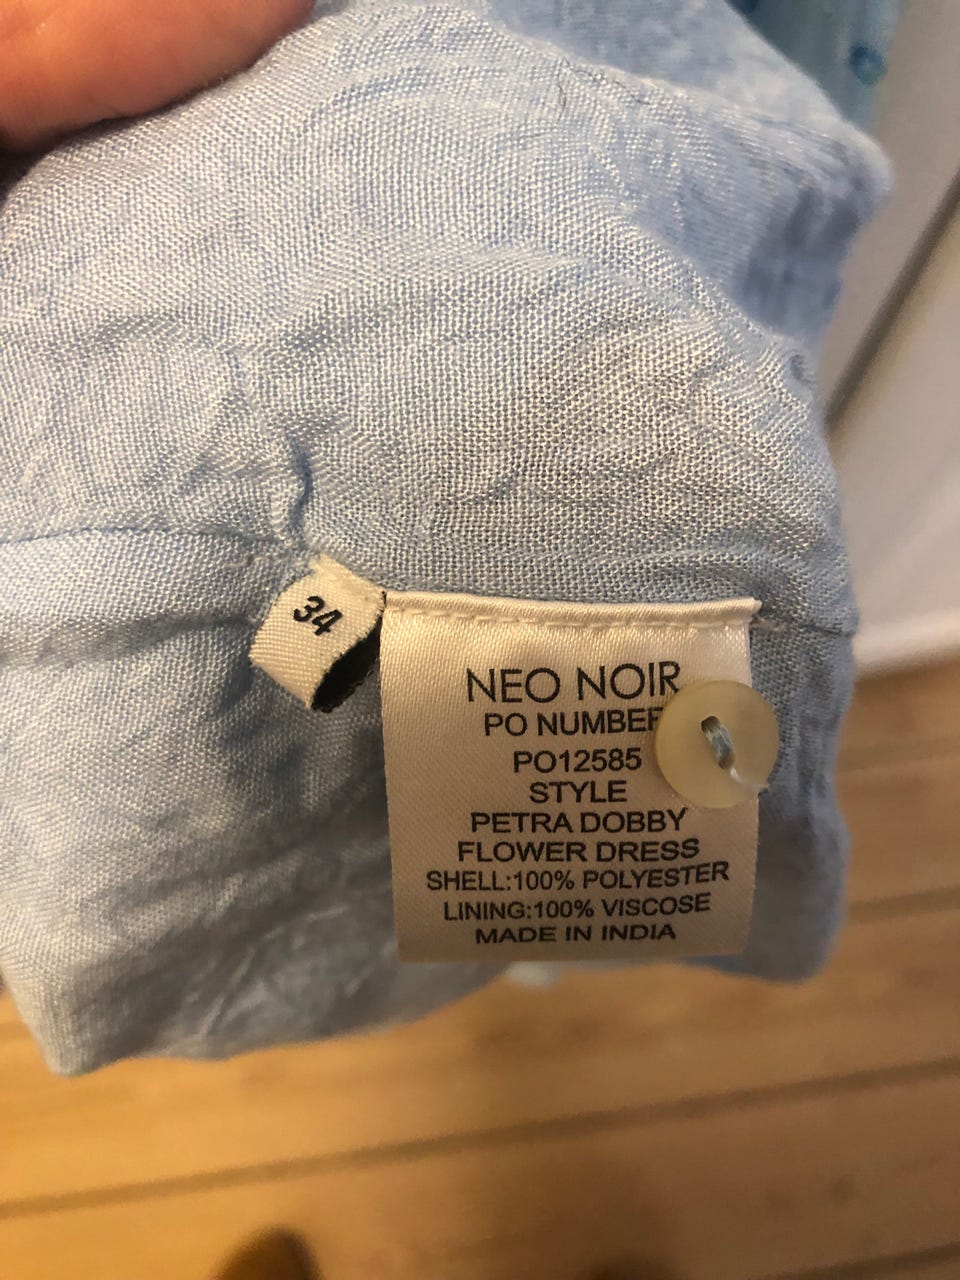 34
NEO NOIR
PO NUMBER
PO12585
STYLE
PETRA DOBBY
FLOWER DRESS
SHELL:100% POLYESTER
LINING:100% VISCOSE
MADE IN INDIA